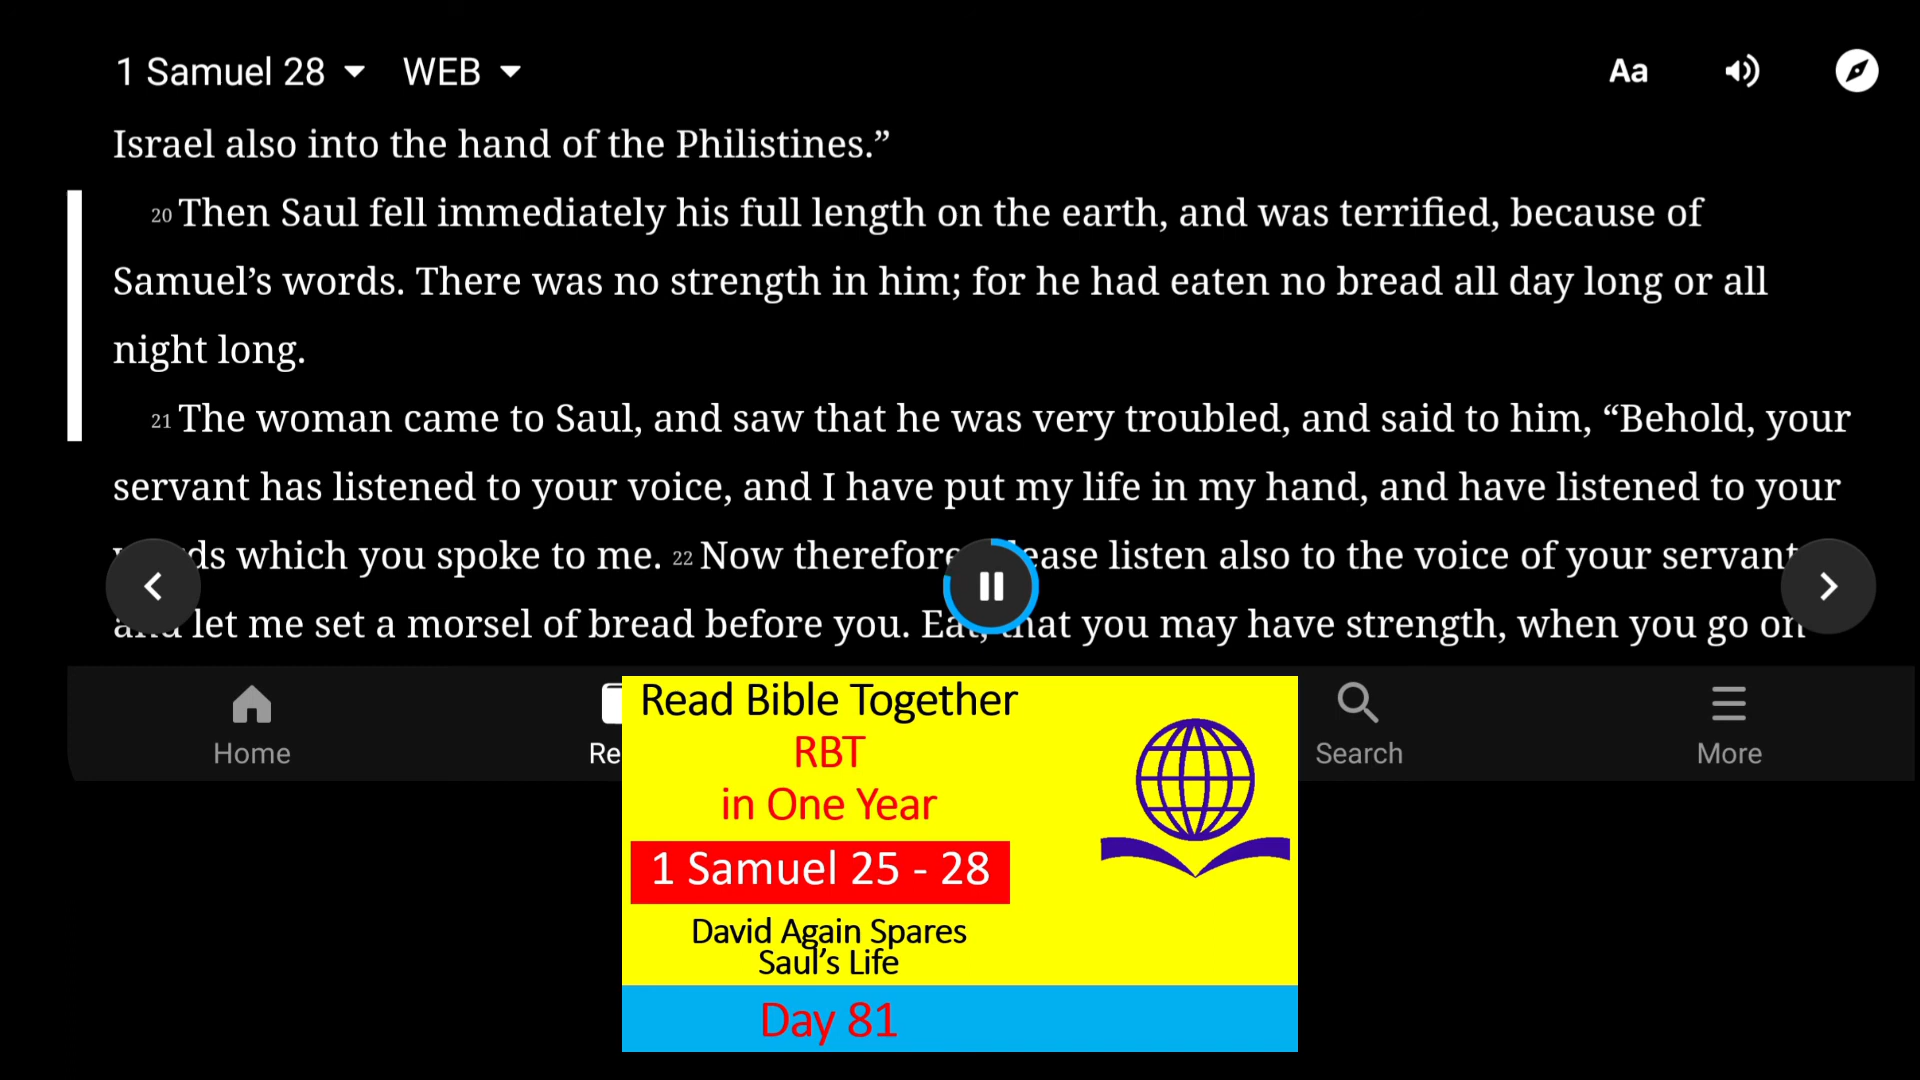 1 Samuel 28 WEB Aa
Israel also into the hand of the Philistines.”
20 Then Saul fell immediately his full length on the earth, and was terrified, because of
Samuel’s words. There was no strength in him; for he had eaten no bread all day long or all
night long.
21 The woman came to Saul, and saw that he was very troubled, and said to him, “Behold, your
servant has listened to your voice, and I have put my life in my hand, and have listened to your
which you spoke to me. 22 Now therefore listen also to the voice of your servant
let me set a morsel of bread before you. Eat, that you may have strength, when you go on
Home Search More
Read Bible Together
RBT
in One Year
1 Samuel 25 - 28
David Again Spares
Saul’s Life
Day 81